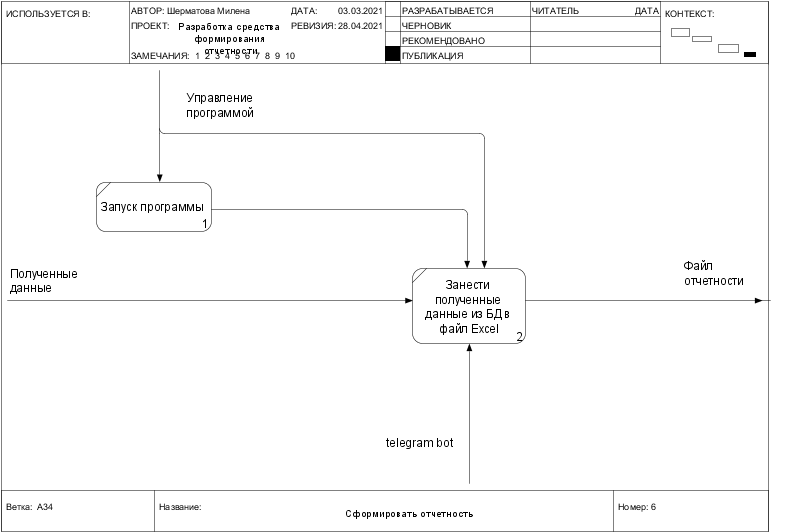 ИСПОЛЬЗУЕТСЯ В:
АВТОР: Шерматова Милена
ДАТА: 03.03.2021
ПРОЕКТ: Разработка средства
формирования
отчетности
РЕВИЗИЯ: 28.04.2021
ЗАМЕЧАНИЯ: 1 2 3 4 5 6 7 8 9 10
РАЗРАБАТЫВАЕТСЯ
ЧЕРНОВИК
РЕКОМЕНДОВАНО
ПУБЛИКАЦИЯ
ЧИТАТЕЛЬ
ДАТА
КОНТЕКСТ:
Управление
программой
Запуск программы
1
Полученные
данные
Занести
полученные
данные из БД в
файл Excel
2
Файл
отчетности
telegram bot
Ветка: A34
Название:
Сформировать отчетность
Номер: 6